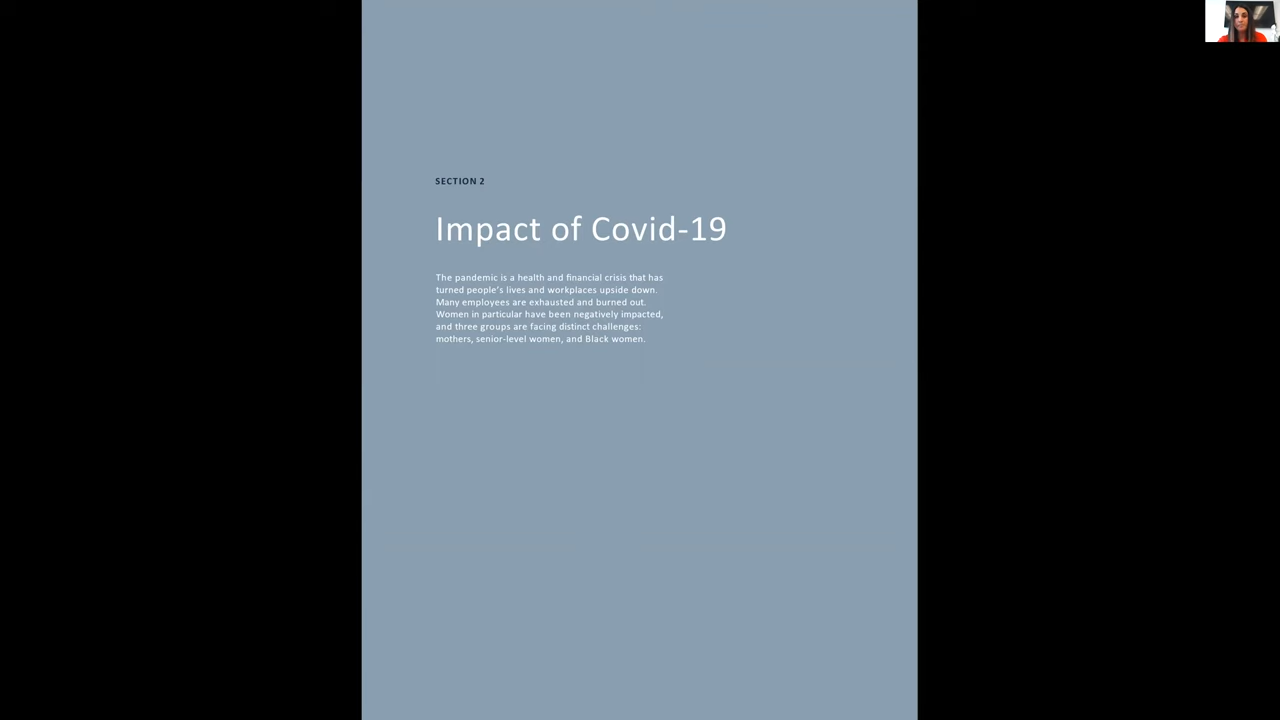 SECTION 2
Impact of Covid-19
The pandemic is a health and financial crisis that has
turned people's lives and workplaces upside down.
Many employees are exhausted and burned out.
Women in particular have been negatively impacted,
and three groups are facing distinct challenges:
mothers, senior-level women, and Black women.